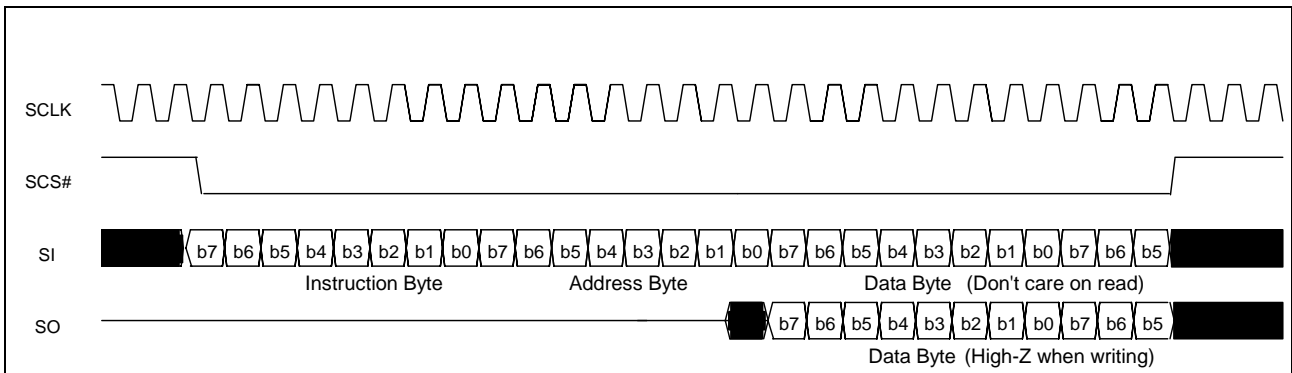 SCLK
SCS#
SI b7 b6 b5 b4 b3 b2 b1 b0 b7 b6 b5 b4 b3 b2 b1 b0 b7 b6 b5 b4 b3 b2 b1 b0 b7 b6 b5
Instruction Byte Address Byte Data Byte (Don't care on read)
SO b7 b6 b5 b4 b3 b2 b1 b0 b7 b6 b5
Data Byte (High-Z when writing)